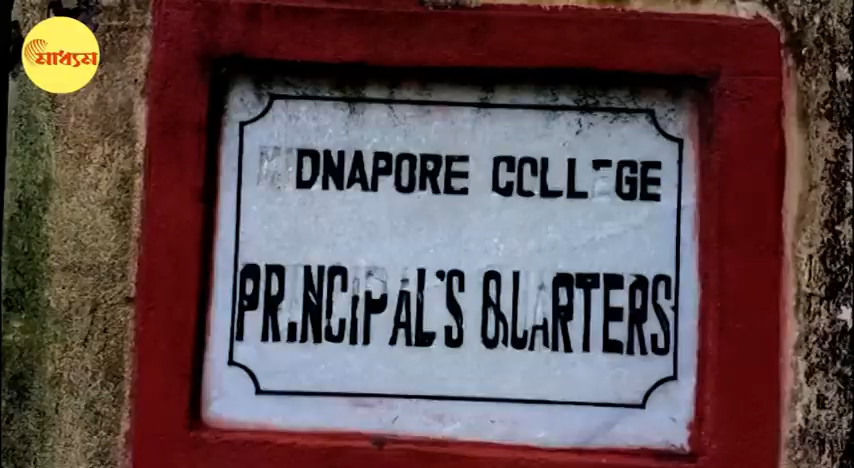 মাধ্যম
MIDNAPORE COLLEGE
PRINCIPAL'S QUARTERS